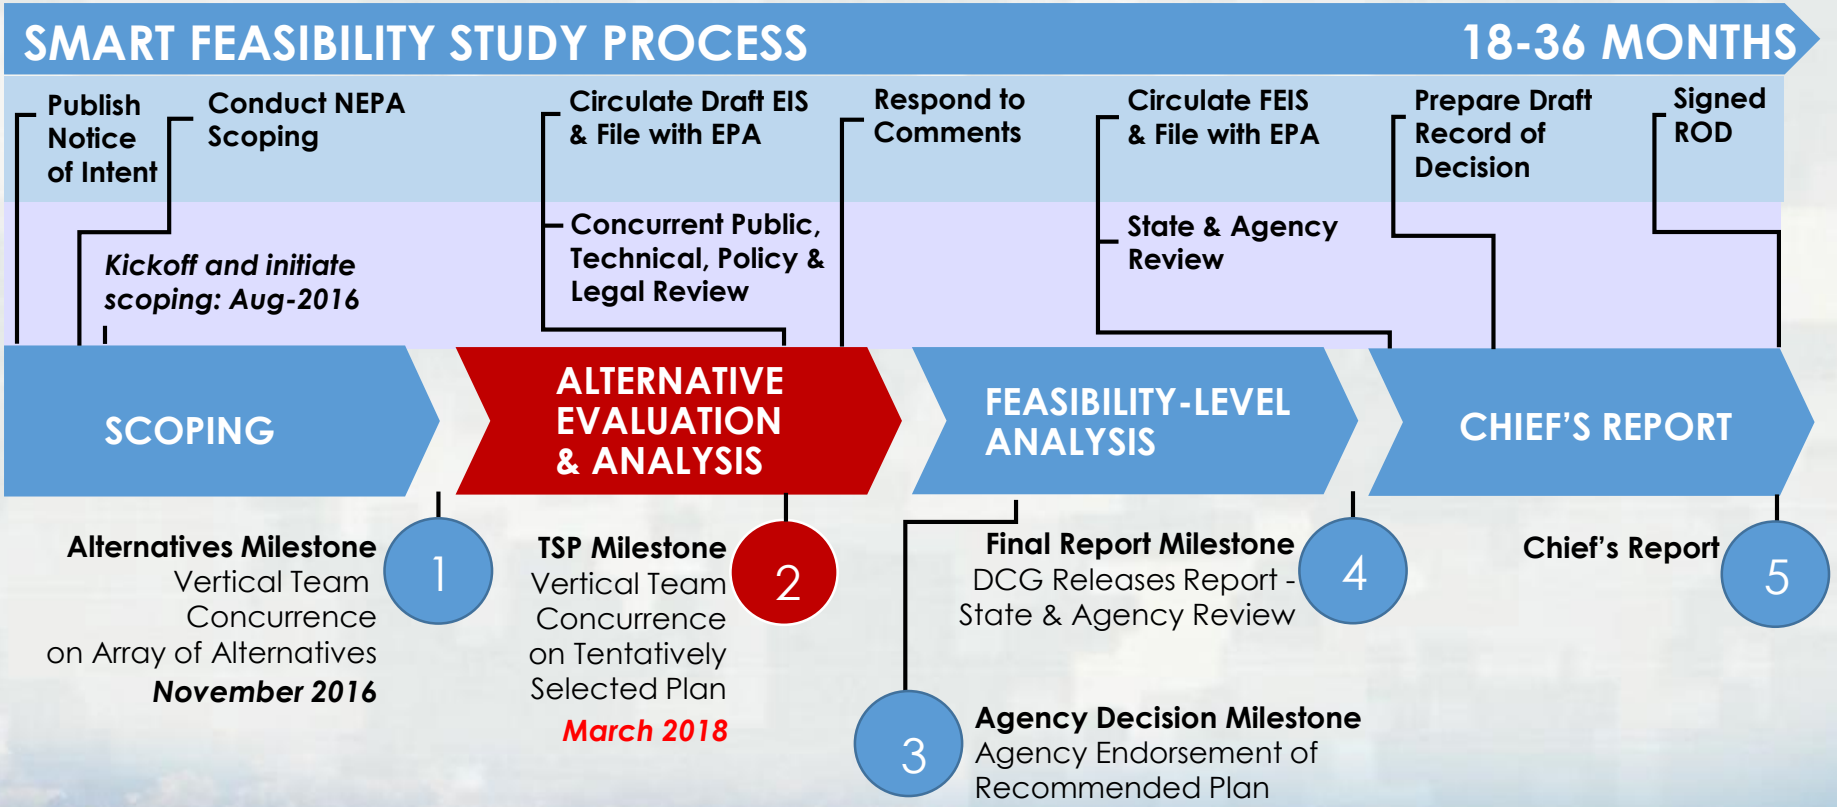 SMART FEASIBILITY STUDY PROCESS
18-36 MONTHS
Publish
Notice
of Intent
Conduct NEPA
Scoping
Circulate Draft EIS
& File with EPA
Respond to
Comments
Circulate FEIS
& File with EPA
Prepare Draft
Record of
Decision
Signed
ROD
Kickoff and initiate
scoping: Aug-2016
Concurrent Public,
Technical, Policy &
Legal Review
State & Agency
Review
SCOPING
ALTERNATIVE
EVALUATION
& ANALYSIS
FEASIBILITY-LEVEL
ANALYSIS
CHIEF'S REPORT
Alternatives Milestone
Vertical Team
Concurrence
on Array of Alternatives
November 2016
1
TSP Milestone
Vertical Team
Concurrence
on Tentatively
Selected Plan
March 2018
2
3
Agency Decision Milestone
Agency Endorsement of
Recommended Plan
Final Report Milestone
DCG Releases Report -
State & Agency Review
4
Chief's Report
5